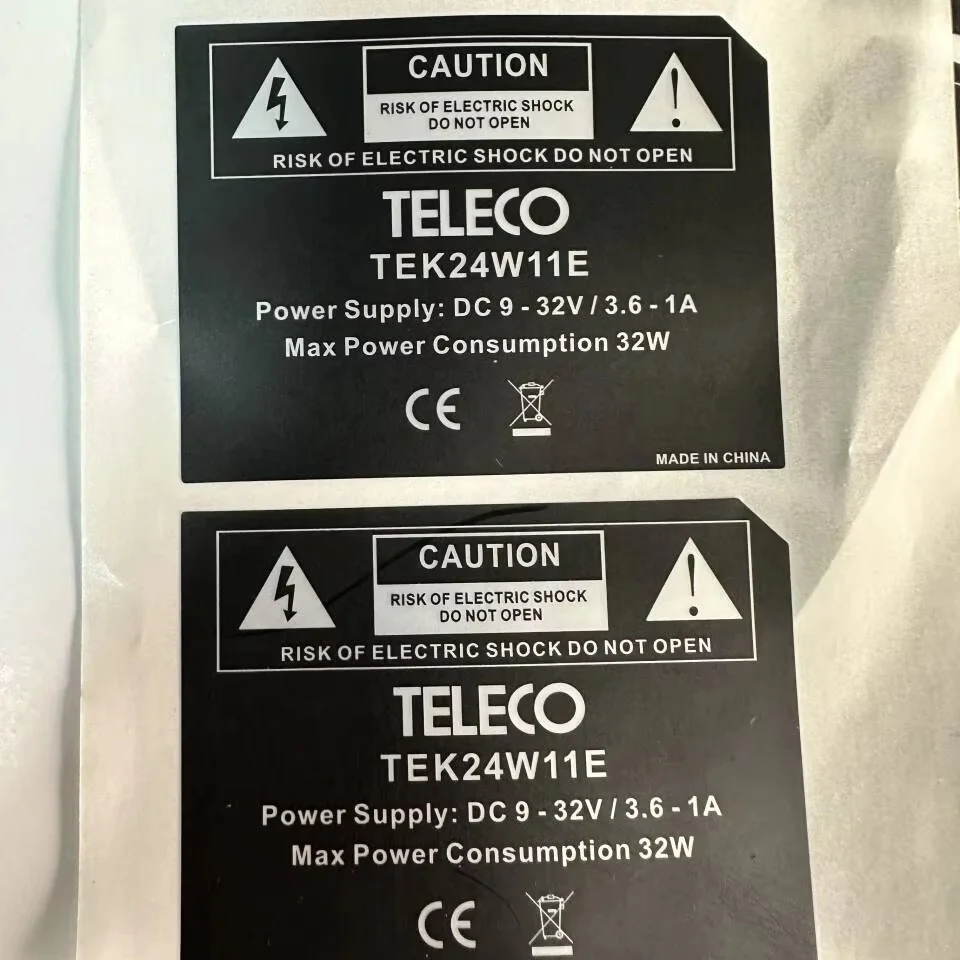 CAUTION
RISK OF ELECTRIC SHOCK
DO NOT OPEN
RISK OF ELECTRIC SHOCK DO NOT OPEN
TELECO
TEK24W11E
Power Supply: DC 9 - 32V / 3.6 - 1A
Max Power Consumption 32W
CE
MADE IN CHINA
CAUTION
RISK OF ELECTRIC SHOCK
DO NOT OPEN
RISK OF ELECTRIC SHOCK DO NOT OPEN
TELECO
TEK24W11E
Power Supply: DC 9 - 32V / 3.6 - 1A
Max Power Consumption 32W
CE